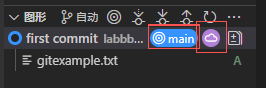 图形 自动
first commit labbb... main
gitexample.txt A